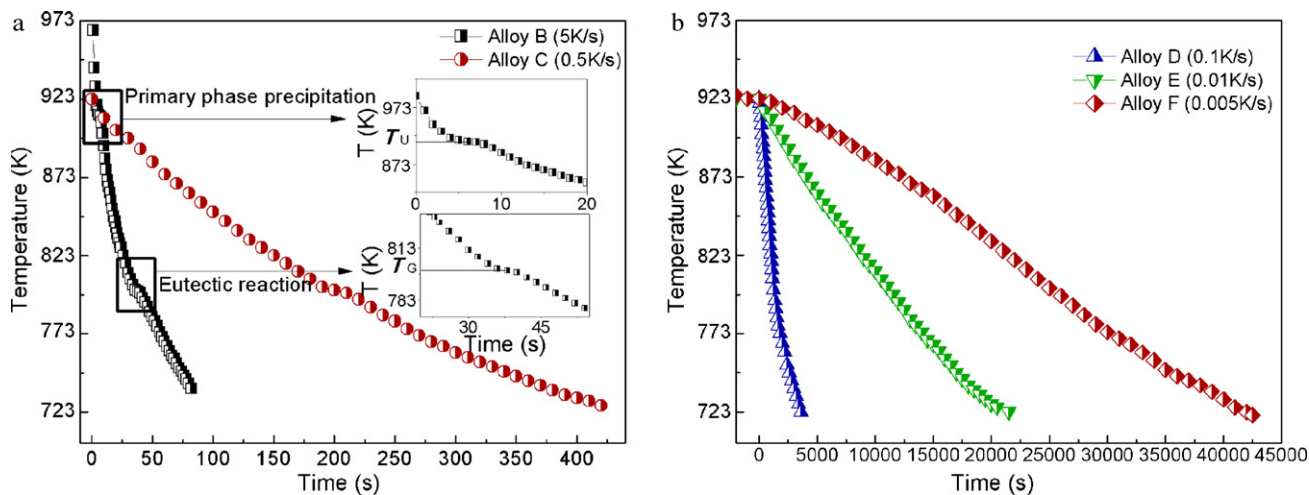 a
973
923
873
823
773
723
Temperature (K)
0 50 100 150 200 250 300 350 400
Time (s)
Alloy B (5K/s)
Alloy C (0.5K/s)
Primary phase precipitation
Eutectic reaction
973
TU
873
T (K)
0 10 20
813
TG
783
T (K)
30 45
Time (s)
b
973
923
873
823
773
723
Temperature (K)
0 5000 10000 15000 20000 25000 30000 35000 40000 45000
Time (s)
Alloy D (0.1K/s)
Alloy E (0.01K/s)
Alloy F (0.005K/s)